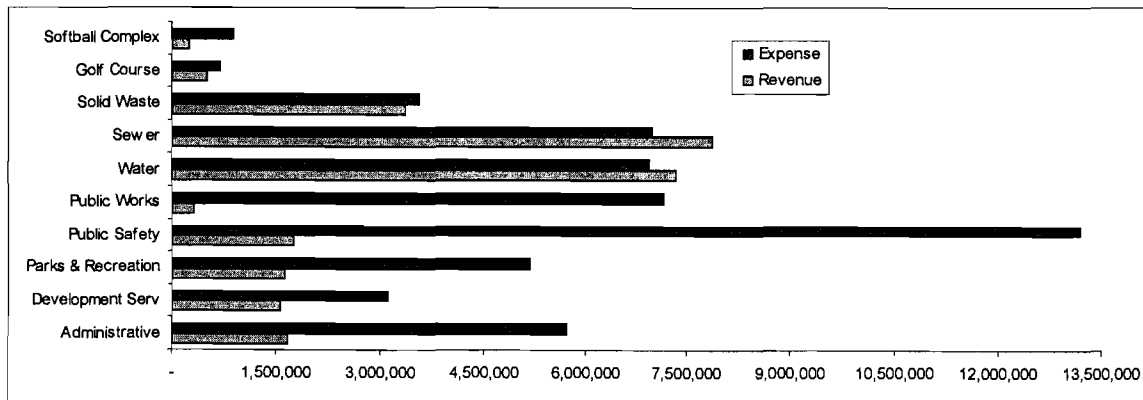 Softball Complex
Golf Course
Solid Waste
Sewer
Water
Public Works
Public Safety
Parks & Recreation
Development Serv
Administrative
Expense
Revenue
- 1,500,000 3,000,000 4,500,000 6,000,000 7,500,000 9,000,000 10,500,000 12,000,000 13,500,000